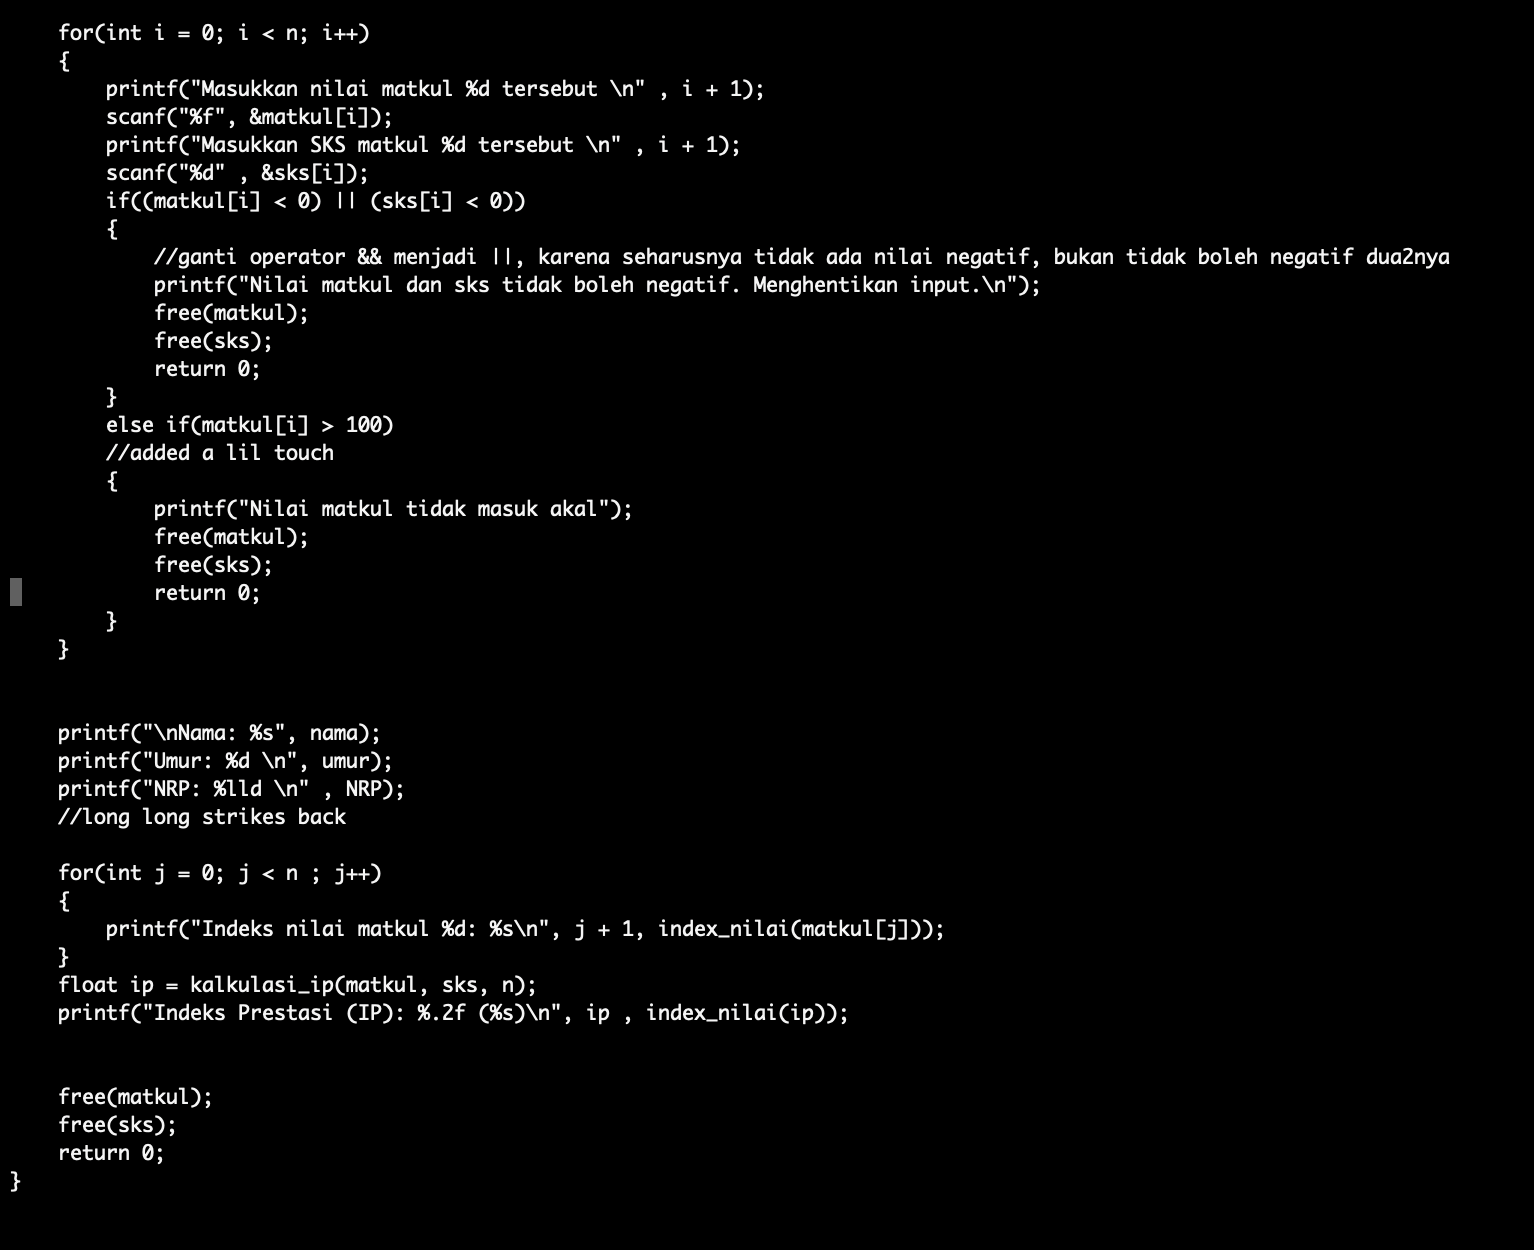 for(int i = 0; i < n; i++)
{
printf("Masukkan nilai matkul %d tersebut \n" , i + 1);
scanf("%f", &matkul[i]);
printf("Masukkan SKS matkul %d tersebut \n" , i + 1);
scanf("%d" , &sks[i]);
if((matkul[i] < 0) || (sks[i] < 0))
{
//ganti operator && menjadi ||, karena seharusnya tidak ada nilai negatif, bukan tidak boleh negatif dua2nya
printf("Nilai matkul dan sks tidak boleh negatif. Menghentikan input.\n");
free(matkul);
free(sks);
return 0;
}
else if(matkul[i] > 100)
//added a lil touch
{
printf("Nilai matkul tidak masuk akal");
free(matkul);
free(sks);
return 0;
}
}
printf("\nNama: %s", nama);
printf("Umur: %d \n", umur);
printf("NRP: %lld \n" , NRP);
//long long strikes back
for(int j = 0; j < n ; j++)
{
printf("Indeks nilai matkul %d: %s\n", j + 1, index_nilai(matkul[j]));
}
float ip = kalkulasi_ip(matkul, sks, n);
printf("Indeks Prestasi (IP): %.2f (%s)\n", ip , index_nilai(ip));
free(matkul);
free(sks);
return 0;
}